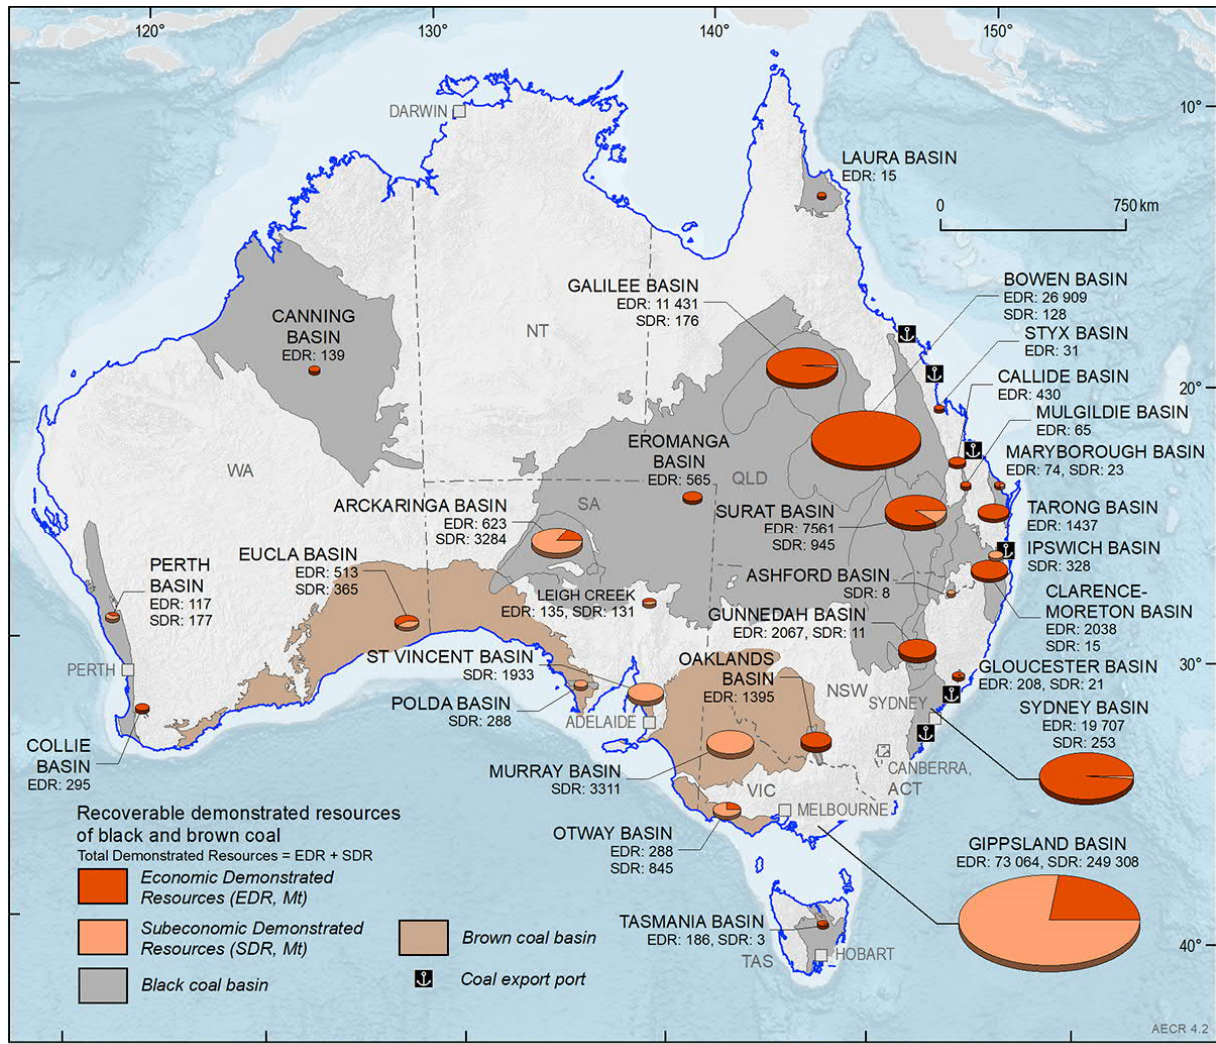 120°
130°
140°
150°
DARWIN
10°
LAURA BASIN
EDR: 15
0
750 km
GALILEE BASIN
EDR: 11 431
SDR: 176
BOWEN BASIN
EDR: 26 909
SDR: 128
CANNING
BASIN
EDR: 139
NT
STYX BASIN
EDR: 31
CALLIDE BASIN
EDR: 430
20°
MULGILDIE BASIN
EDR: 65
MARYBOROUGH BASIN
EDR: 74, SDR: 23
WA
EROMANGA
BASIN
EDR: 565
QLD
ARCKARINGA BASIN
EDR: 623
SDR: 3284
SA
SURAT BASIN
EDR: 7561
SDR: 945
TARONG BASIN
EDR: 1437
IPSWICH BASIN
SDR: 328
PERTH
BASIN
EDR: 117
SDR: 177
EUCLA BASIN
EDR: 513
SDR: 365
LEIGH CREEK
EDR: 135, SDR: 131
ASHFORD BASIN
SDR: 8
CLARENCE-
MORETON BASIN
EDR: 2038
SDR: 15
GUNNEDAH BASIN
EDR: 2067, SDR: 11
PERTH
ST VINCENT BASIN
SDR: 1933
OAKLANDS
BASIN
EDR: 1395
GLOUCESTER BASIN
EDR: 208, SDR: 21
30°
POLDA BASIN
SDR: 288
ADELAIDE
NSW
SYDNEY
SYDNEY BASIN
EDR: 19 707
SDR: 253
COLLIE
BASIN
EDR: 295
MURRAY BASIN
SDR: 3311
CANBERRA,
ACT
VIC
MELBOURNE
OTWAY BASIN
EDR: 288
SDR: 845
GIPPSLAND BASIN
EDR: 73 064, SDR: 249 308
Recoverable demonstrated resources
of black and brown coal
Total Demonstrated Resources = EDR + SDR
Economic Demonstrated
Resources (EDR, Mt)
Subeconomic Demonstrated
Resources (SDR, Mt)
Black coal basin
Brown coal basin
Coal export port
TASMANIA BASIN
EDR: 186, SDR: 3
TAS
HOBART
40°
AECR 4.2